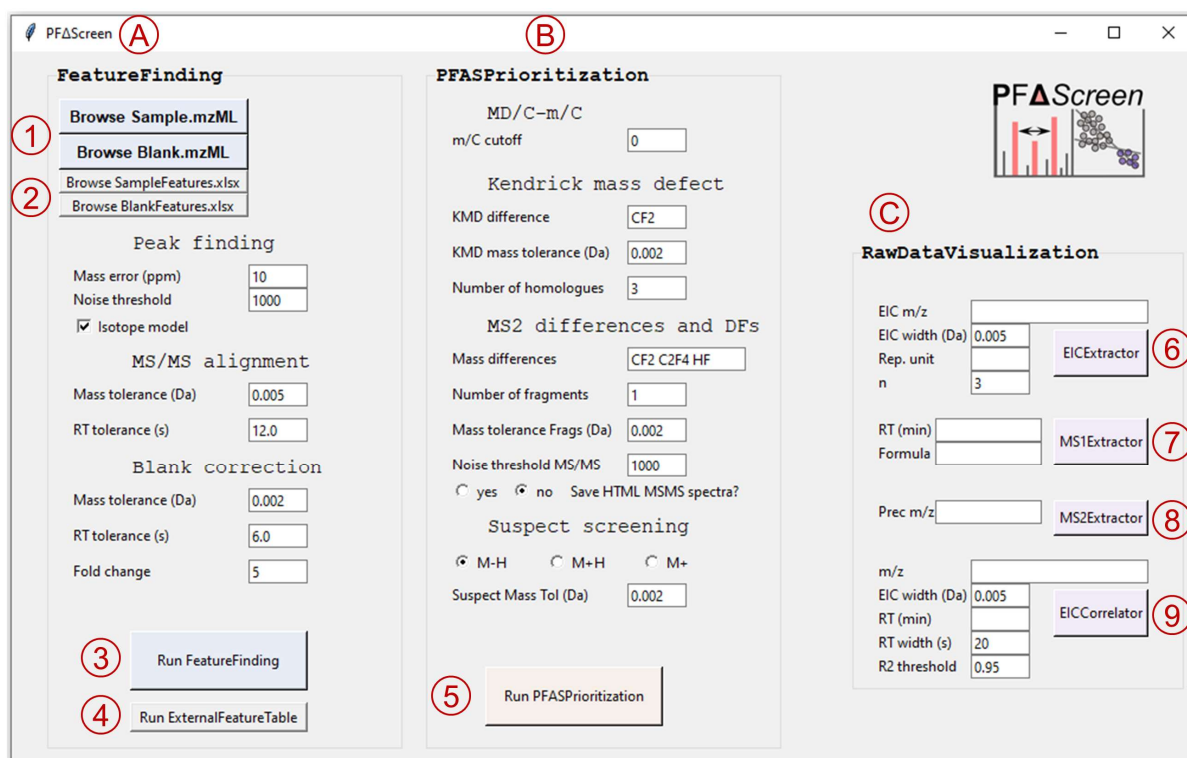 PFΔScreen
A
B
FeatureFinding
1
Browse Sample.mzML
Browse Blank.mzML
2
Browse SampleFeatures.xlsx
Browse BlankFeatures.xlsx
Peak finding
Mass error (ppm) 10
Noise threshold 1000
Isotope model
MS/MS alignment
Mass tolerance (Da) 0.005
RT tolerance (s) 12.0
Blank correction
Mass tolerance (Da) 0.002
RT tolerance (s) 6.0
Fold change 5
3
Run FeatureFinding
4
Run ExternalFeatureTable
PFASPrioritization
MD/C-m/C
m/C cutoff 0
Kendrick mass defect
KMD difference CF2
KMD mass tolerance (Da) 0.002
Number of homologues 3
MS2 differences and DFs
Mass differences CF2 C2F4 HF
Number of fragments 1
Mass tolerance Frags (Da) 0.002
Noise threshold MS/MS 1000
yes no Save HTML MSMS spectra?
Suspect screening
M-H M+H M+
Suspect Mass Tol (Da) 0.002
5
Run PFASPrioritization
PFΔScreen
C
RawDataVisualization
EIC m/z
EIC width (Da) 0.005
Rep. unit
n 3
EICExtractor
6
RT (min)
Formula
MS1Extractor
7
Prec m/z
MS2Extractor
8
m/z
EIC width (Da) 0.005
RT (min)
RT width (s) 20
R2 threshold 0.95
EICCorrelator
9